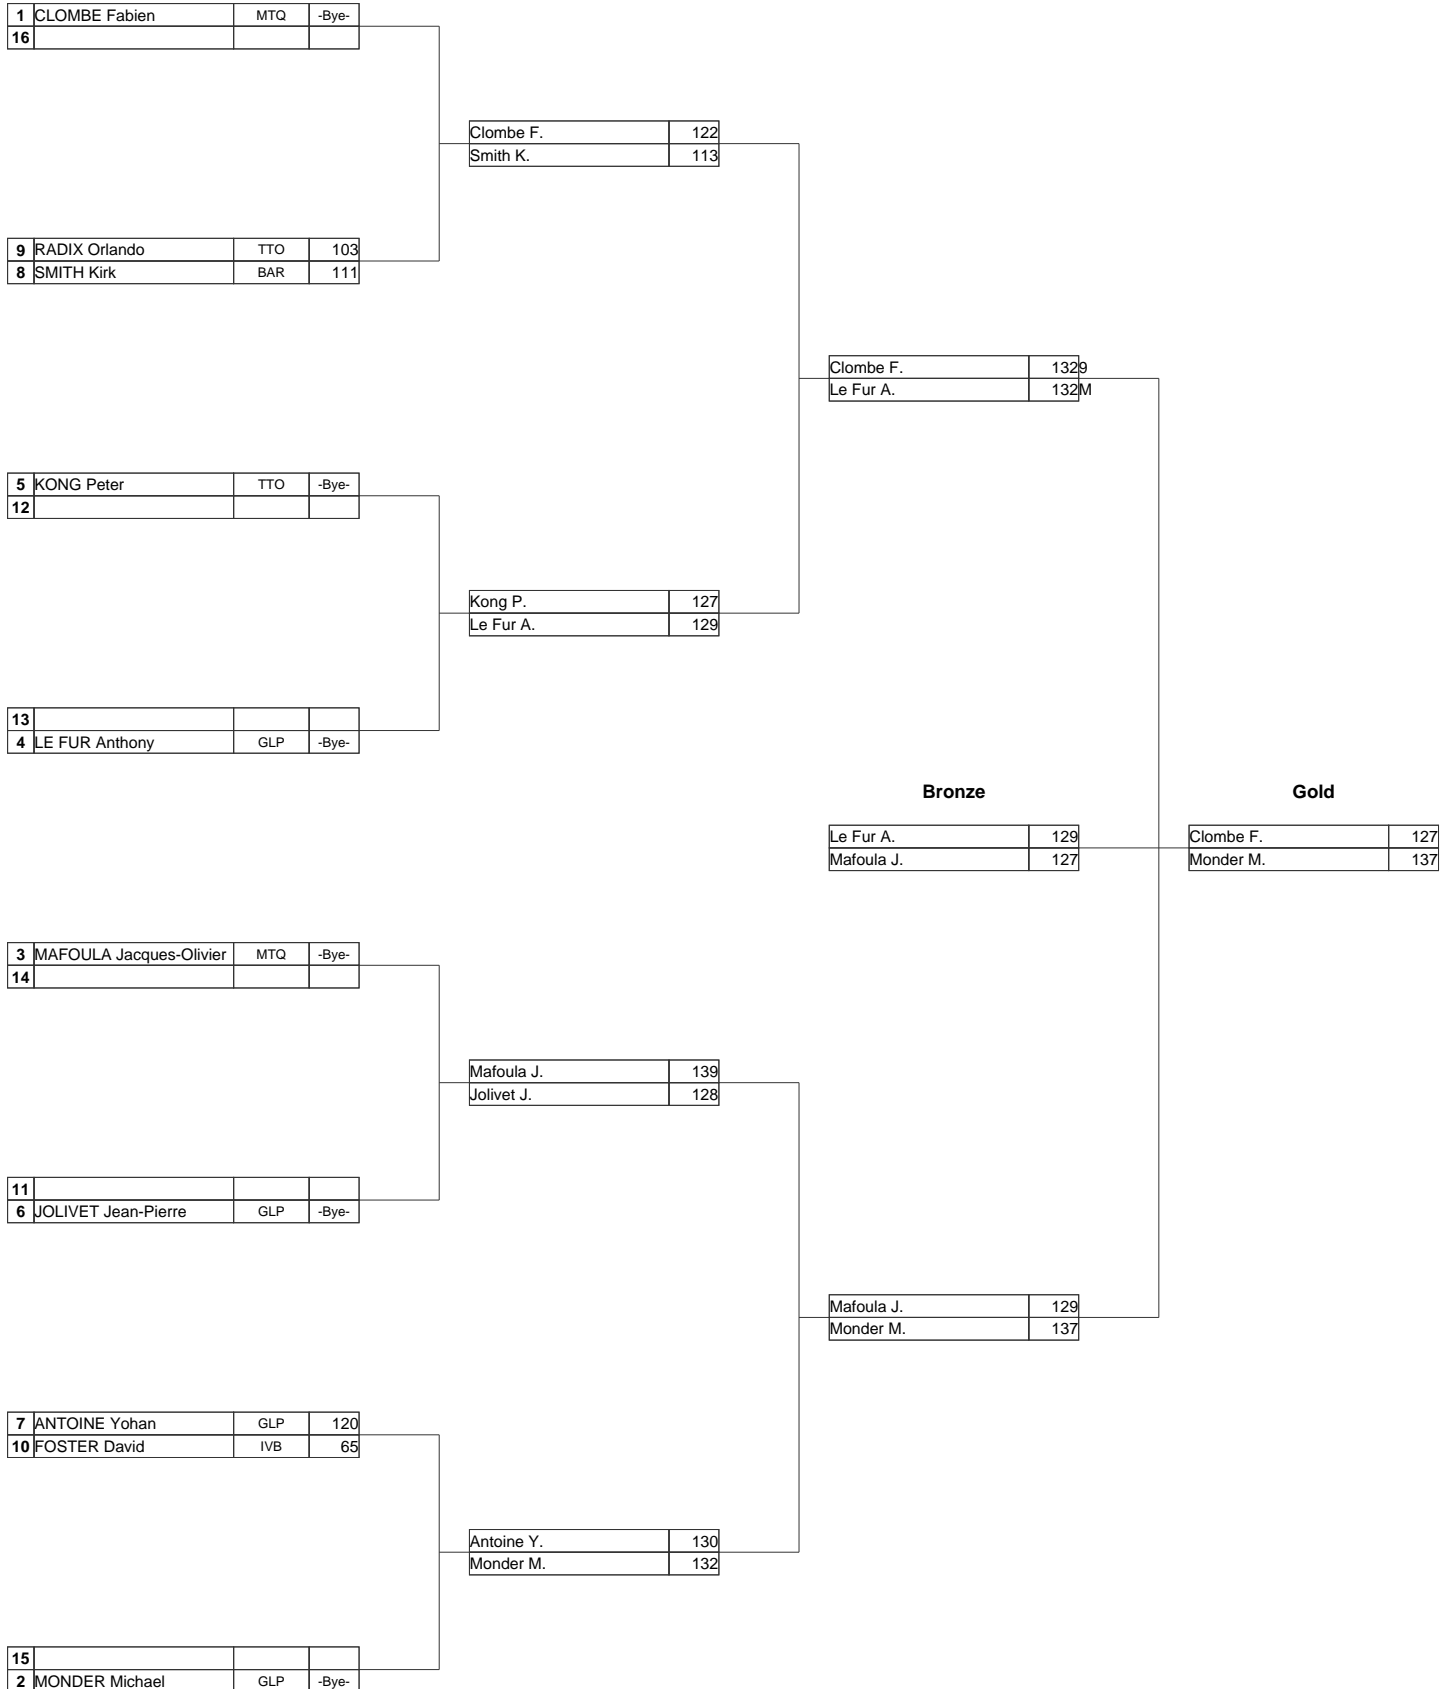 1 CLOMBE Fabien MTQ -Bye-
16
Clombe F. 122
Smith K. 113
9 RADIX Orlando TTO 103
8 SMITH Kirk BAR 111
Clombe F. 132 9
Le Fur A. 132 M
5 KONG Peter TTO -Bye-
12
Kong P. 127
Le Fur A. 129
13
4 LE FUR Anthony GLP -Bye-
Bronze Gold
Le Fur A. 129 Clombe F. 127
Mafoula J. 127 Monder M. 137
3 MAFOULA Jacques-Olivier MTQ -Bye-
14
Mafoula J. 139
Jolivet J. 128
11
6 JOLIVET Jean-Pierre GLP -Bye-
Mafoula J. 129
Monder M. 137
7 ANTOINE Yohan GLP 120
10 FOSTER David IVB 65
Antoine Y. 130
Monder M. 132
15
2 MONDER Michael GLP -Bye-